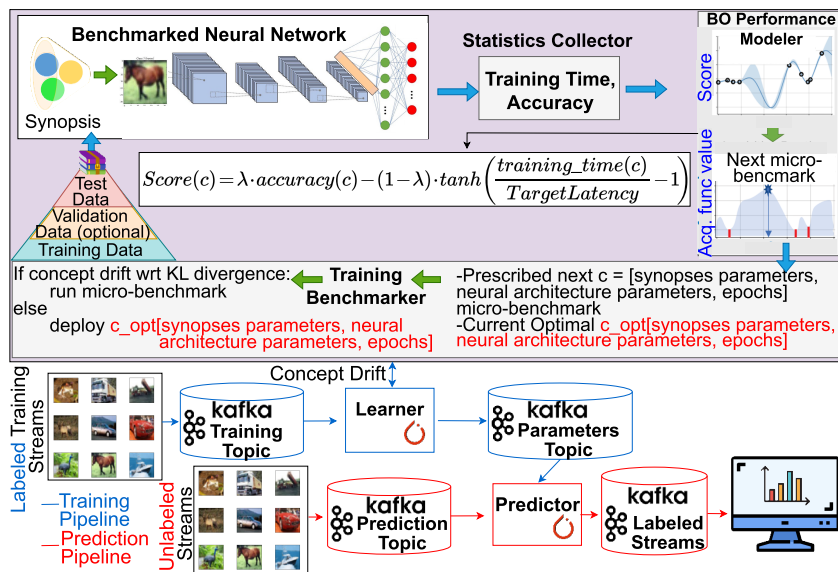 Benchmarked Neural Network
Synopsis
Statistics Collector
Training Time,
Accuracy
BO Performance
Modeler
Score
Next micro-
bencmark
Acq. func value
Score(c)=λ·accuracy(c)−(1−λ)·tanh(training_time(c)/TargetLatency −1)
Test
Data
Validation
Data (optional)
Training Data
If concept drift wrt KL divergence:
run micro-benchmark
else
deploy c_opt[synopses parameters, neural
architecture parameters, epochs]
Training
Benchmarker
-Prescribed next c = [synopses parameters,
neural architecture parameters, epochs]
micro-benchmark
-Current Optimal c_opt[synopses parameters,
neural architecture parameters, epochs]
Concept Drift
Labeled Training
Streams
kafka
Training
Topic
Learner
kafka
Parameters
Topic
Training
Pipeline
Prediction
Pipeline
Unlabeled
Streams
kafka
Prediction
Topic
Predictor
kafka
Labeled
Streams